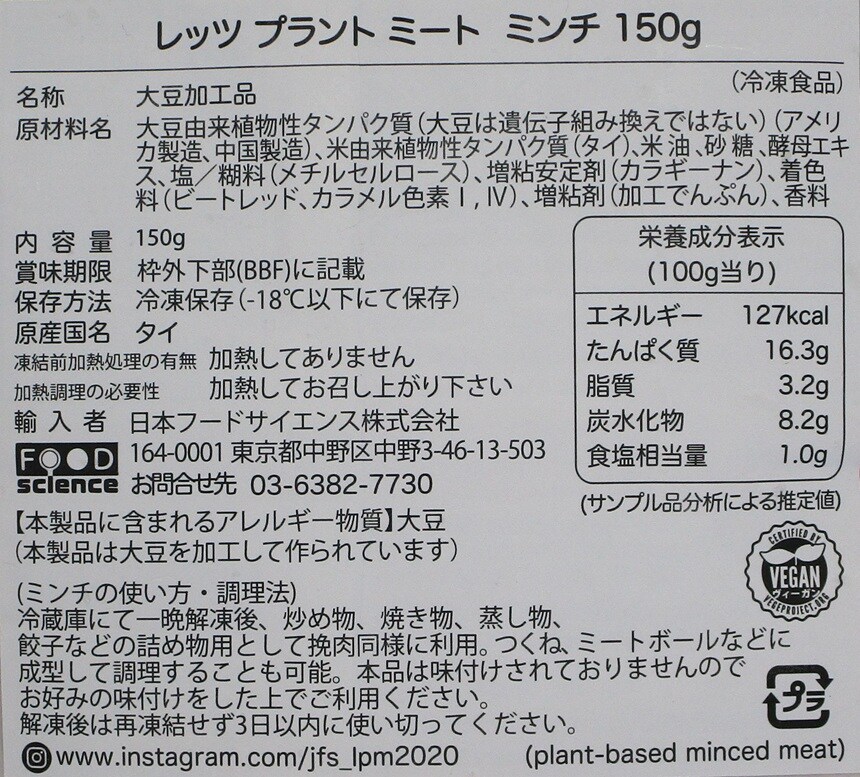 レッツ プラント ミート ミンチ 150g
(冷凍食品)
名称 大豆加工品
原材料名 大豆由来植物性タンパク質(大豆は遺伝子組み換えではない)(アメリ
カ製造、中国製造)、米由来植物性タンパク質(タイ)、米油、砂糖、酵母エキ
ス、塩／糊料(メチルセルロース)、増粘安定剤(カラギーナン)、着色
料(ビートレッド、カラメル色素Ⅰ,Ⅳ)、増粘剤(加工でんぷん)、香料
内容量 150g
賞味期限 枠外下部(BBF)に記載
保存方法 冷凍保存(-18℃以下にて保存)
原産国名 タイ
凍結前加熱処理の有無 加熱してありません
加熱調理の必要性 加熱してお召し上がり下さい
輸入者 日本フードサイエンス株式会社
FOOD science
164-0001 東京都中野区中野3-46-13-503
お問合せ先 03-6382-7730
栄養成分表示
(100g当り)
エネルギー 127kcal
たんぱく質 16.3g
脂質 3.2g
炭水化物 8.2g
食塩相当量 1.0g
(サンプル品分析による推定値)
【本製品に含まれるアレルギー物質】大豆
(本製品は大豆を加工して作られています)
CERTIFIED BY
VEGAN
ヴィーガン
VEGEPROJECT.ORG
(ミンチの使い方・調理法)
冷蔵庫にて一晩解凍後、炒め物、焼き物、蒸し物、
餃子などの詰め物用として挽肉同様に利用。つくね、ミートボールなどに
成型して調理することも可能。本品は味付けされておりませんので
お好みの味付けをした上でご利用ください。
解凍後は再凍結せず3日以内に使い切ってください。
プラ
www.instagram.com/jfs_lpm2020
(plant-based minced meat)